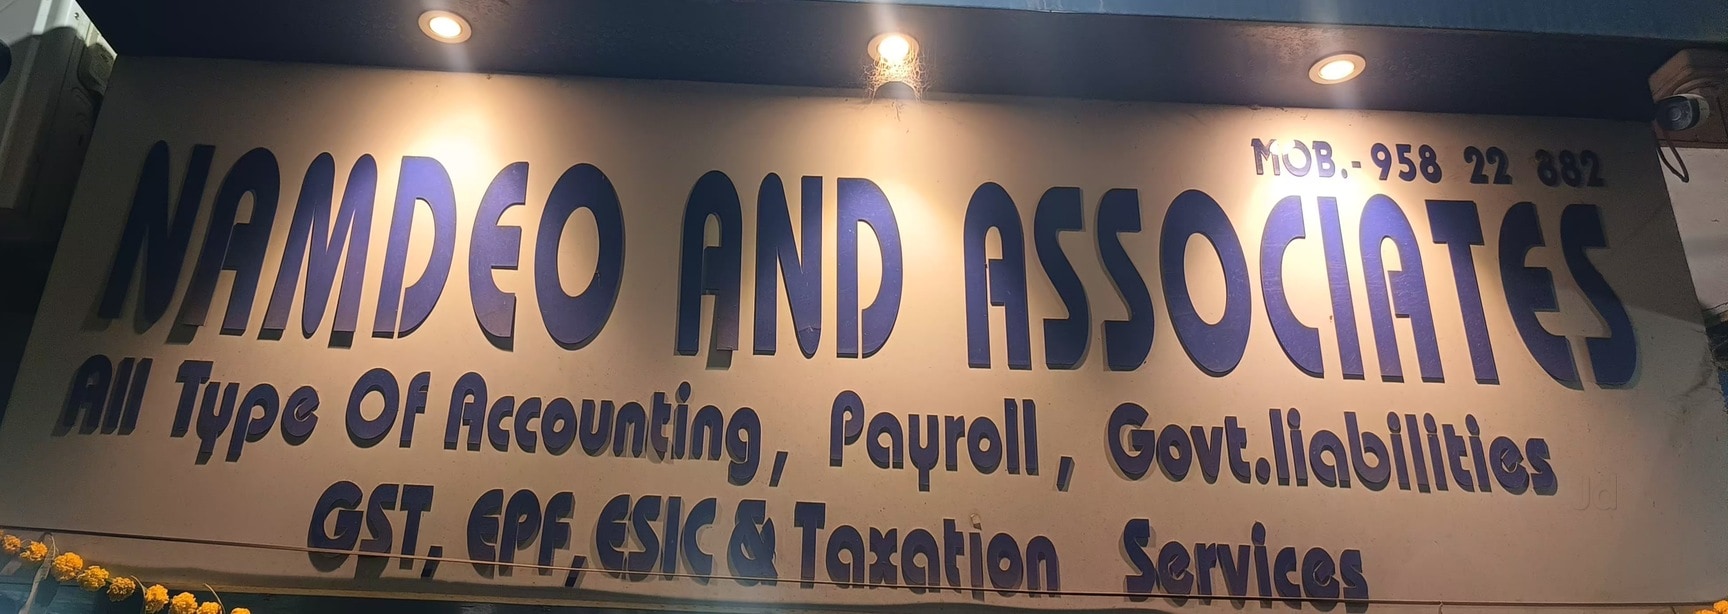 MOB.-958 22 882
NAMDEO AND ASSOCIATES
All Type Of Accounting, Payroll, Govt.liabilities
GST, EPF, ESIC & Taxation Services